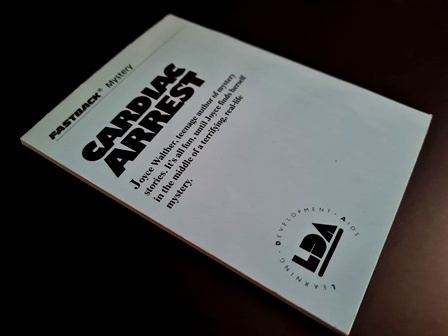 FASTBACK® Mystery
CARDIAC
ARREST
Joyce Walther, teenage author of mystery
stories. It's all fun, until Joyce finds herself
in the middle of a terrifying, real-life
mystery.
LDA
LEARNING · DEVELOPMENT · AIDS